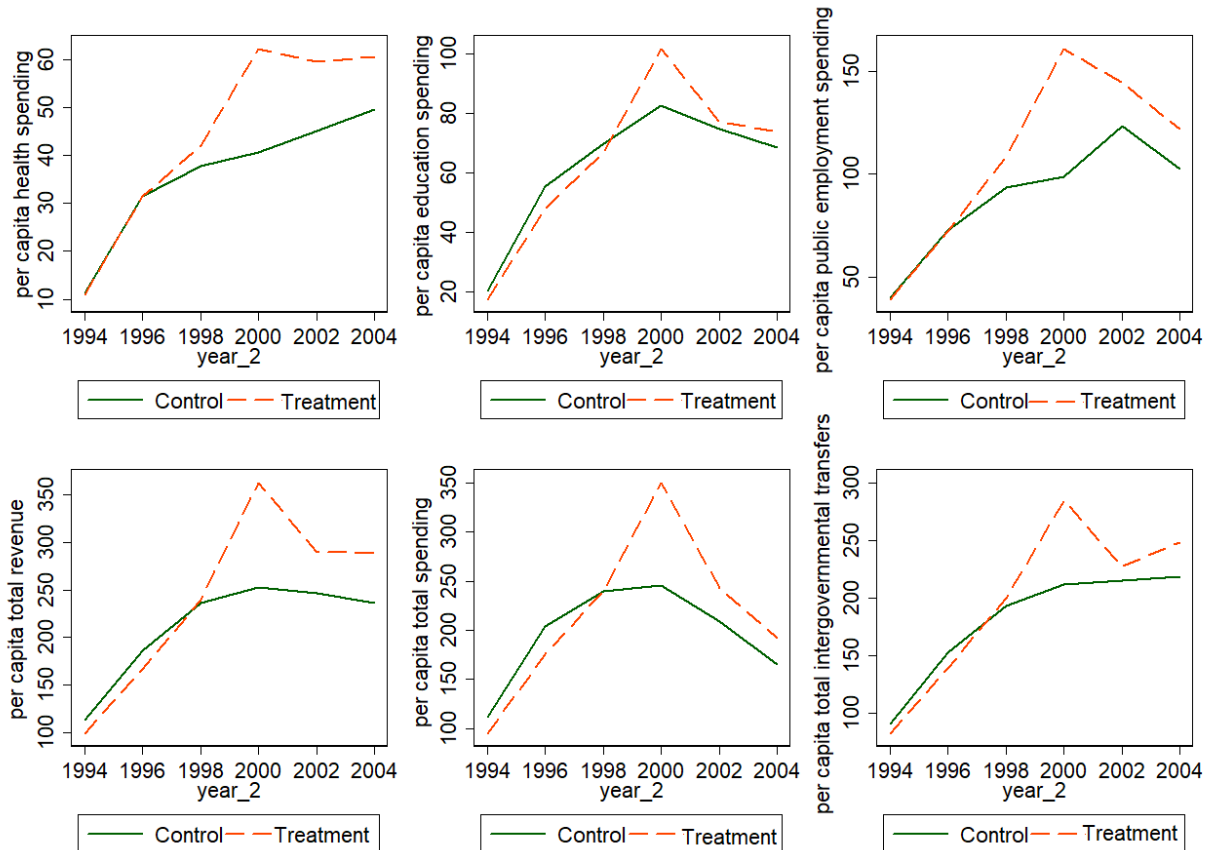 per capita health spending
10 20 30 40 50 60
1994 1996 1998 2000 2002 2004
year_2
Control Treatment
per capita education spending
20 40 60 80 100
1994 1996 1998 2000 2002 2004
year_2
Control Treatment
per capita public employment spending
50 100 150
1994 1996 1998 2000 2002 2004
year_2
Control Treatment
per capita total revenue
100 150 200 250 300 350
1994 1996 1998 2000 2002 2004
year_2
Control Treatment
per capita total spending
100 150 200 250 300 350
1994 1996 1998 2000 2002 2004
year_2
Control Treatment
per capita total intergovernmental transfers
100 150 200 250 300
1994 1996 1998 2000 2002 2004
year_2
Control Treatment